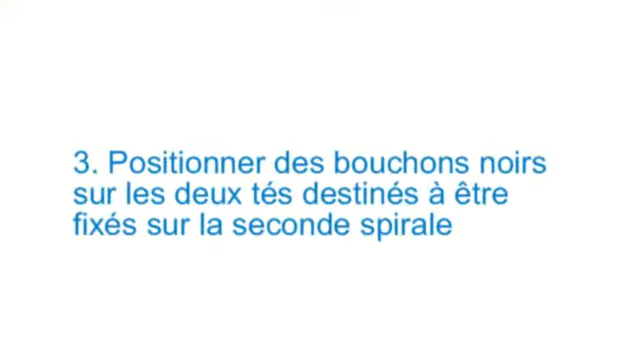 3. Positionner des bouchons noirs
sur les deux tés destinés à être
fixés sur la seconde spirale